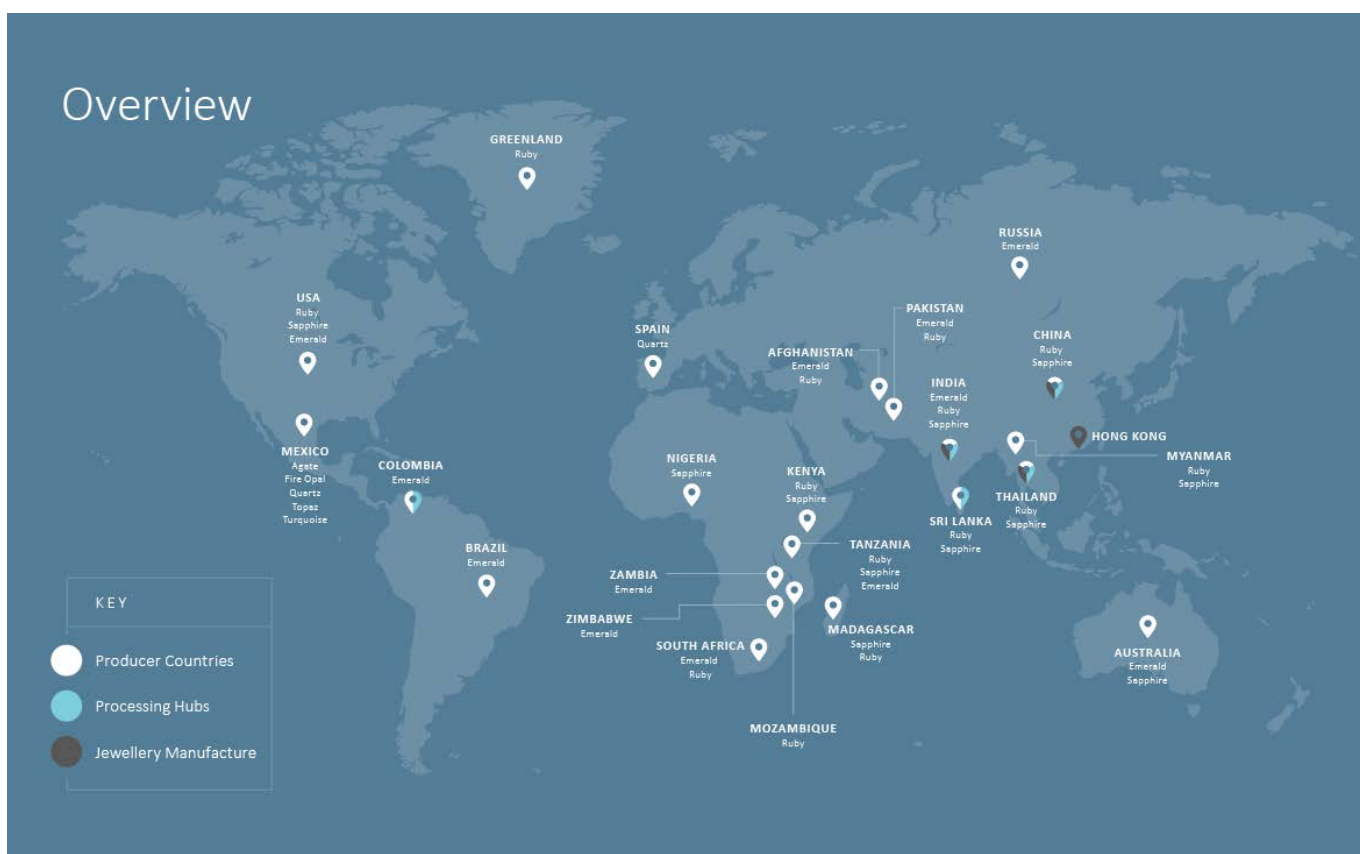 Overview
GREENLAND
Ruby
RUSSIA
Emerald
USA
Ruby
Sapphire
Emerald
SPAIN
Quartz
PAKISTAN
Emerald
Ruby
AFGHANISTAN
Emerald
Ruby
CHINA
Ruby
Sapphire
INDIA
Emerald
Ruby
Sapphire
HONG KONG
MEXICO
Agate
Fire Opal
Quartz
Topaz
Turquoise
COLOMBIA
Emerald
NIGERIA
Sapphire
KENYA
Ruby
Sapphire
MYANMAR
Ruby
Sapphire
THAILAND
Ruby
Sapphire
SRI LANKA
Ruby
Sapphire
BRAZIL
Emerald
TANZANIA
Ruby
Sapphire
Emerald
ZAMBIA
Emerald
ZIMBABWE
Emerald
MADAGASCAR
Sapphire
Ruby
SOUTH AFRICA
Emerald
Ruby
AUSTRALIA
Emerald
Sapphire
MOZAMBIQUE
Ruby
KEY
Producer Countries
Processing Hubs
Jewellery Manufacture